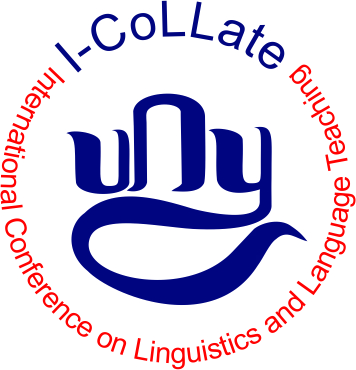 I-CoLLate
uny
International Conference on Linguistics and Language Teaching